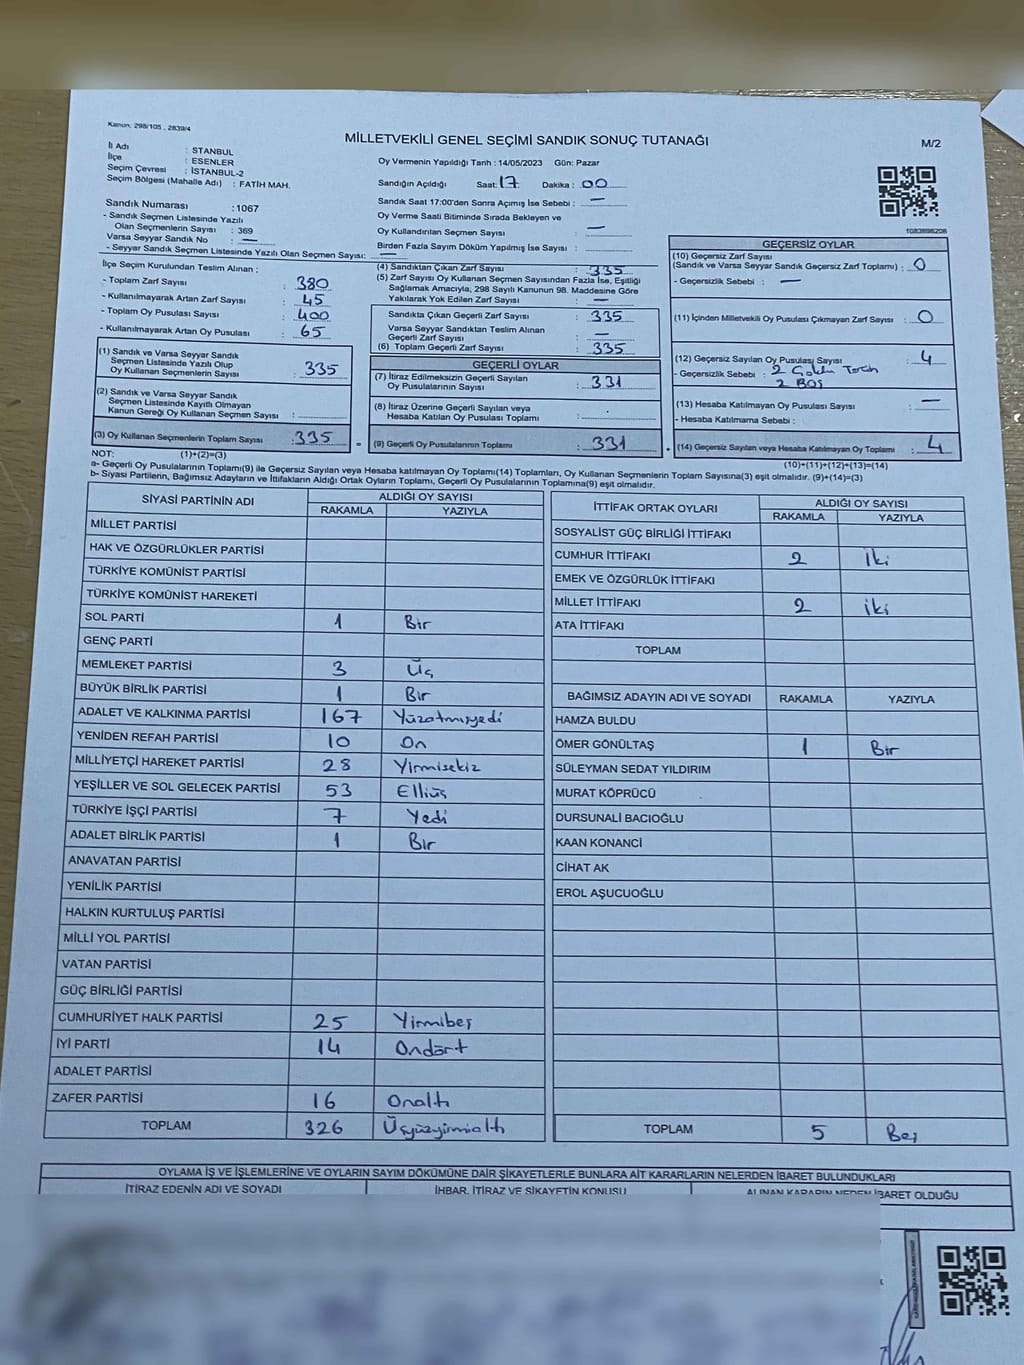 Kanun: 298/105 , 2839/4
MİLLETVEKİLİ GENEL SEÇİMİ SANDIK SONUÇ TUTANAĞI
M/2
İl Adı : İSTANBUL
İlçe : ESENLER
Seçim Çevresi : İSTANBUL-2
Seçim Bölgesi (Mahalle Adı) : FATİH MAH.
Oy Vermenin Yapıldığı Tarih : 14/05/2023 Gün: Pazar
Sandığın Açıldığı Saat: 17 Dakika : 00
Sandık Saat 17:00'den Sonra Açımış İse Sebebi : —
Oy Verme Saati Bitiminde Sırada Bekleyen ve
Oy Kullandırılan Seçmen Sayısı : —
Birden Fazla Sayım Döküm Yapılmış İse Sayısı :
1083896208
Sandık Numarası : 1067
- Sandık Seçmen Listesinde Yazılı
Olan Seçmenlerin Sayısı : 369
Varsa Seyyar Sandık No : —
- Seyyar Sandık Seçmen Listesinde Yazılı Olan Seçmen Sayısı: —
İlçe Seçim Kurulundan Teslim Alınan ;
- Toplam Zarf Sayısı : 380
- Kullanılmayarak Artan Zarf Sayısı : 45
- Toplam Oy Pusulası Sayısı : 400
- Kullanılmayarak Artan Oy Pusulası : 65
(1) Sandık ve Varsa Seyyar Sandık
Seçmen Listesinde Yazılı Olup
Oy Kullanan Seçmenlerin Sayısı : 335
(2) Sandık ve Varsa Seyyar Sandık
Seçmen Listesinde Kayıtlı Olmayan
Kanun Gereği Oy Kullanan Seçmen Sayısı :
(3) Oy Kullanan Seçmenlerin Toplam Sayısı : 335
(4) Sandıktan Çıkan Zarf Sayısı : 335
(5) Zarf Sayısı Oy Kullanan Seçmen Sayısından Fazla İse, Eşitliği
Sağlamak Amacıyla, 298 Sayılı Kanunun 98. Maddesine Göre
Yakılarak Yok Edilen Zarf Sayısı : —
Sandıkta Çıkan Geçerli Zarf Sayısı : 335
Varsa Seyyar Sandıktan Teslim Alınan
Geçerli Zarf Sayısı : —
(6) Toplam Geçerli Zarf Sayısı : 335
GEÇERLİ OYLAR
(7) İtiraz Edilmeksizin Geçerli Sayılan
Oy Pusulalarının Sayısı : 331
(8) İtiraz Üzerine Geçerli Sayılan veya
Hesaba Katılan Oy Pusulası Toplamı :
= (9) Geçerli Oy Pusulalarının Toplamı : 331
GEÇERSİZ OYLAR
(10) Geçersiz Zarf Sayısı
(Sandık ve Varsa Seyyar Sandık Geçersiz Zarf Toplamı) : 0
- Geçersizlik Sebebi : —
(11) İçinden Milletvekili Oy Pusulası Çıkmayan Zarf Sayısı : 0
(12) Geçersiz Sayılan Oy Pusulası Sayısı : 4
- Geçersizlik Sebebi : 2
2 BOŞ
(13) Hesaba Katılmayan Oy Pusulası Sayısı : —
- Hesaba Katılmama Sebebi :
(14) Geçersiz Sayılan veya Hesaba Katılmayan Oy Toplamı : 4
NOT: (1)+(2)=(3)
(10)+(11)+(12)+(13)=(14)
a- Geçerli Oy Pusulalarının Toplamı(9) ile Geçersiz Sayılan veya Hesaba katılmayan Oy Toplamı(14) Toplamları, Oy Kullanan Seçmenlerin Toplam Sayısına(3) eşit olmalıdır. (9)+(14)=(3)
b- Siyasi Partilerin, Bağımsız Adayların ve İttifakların Aldığı Ortak Oyların Toplamı, Geçerli Oy Pusulalarının Toplamına(9) eşit olmalıdır.
SİYASİ PARTİNİN ADI ALDIĞI OY SAYISI
RAKAMLA YAZIYLA
MİLLET PARTİSİ
HAK VE ÖZGÜRLÜKLER PARTİSİ
TÜRKİYE KOMÜNİST PARTİSİ
TÜRKİYE KOMÜNİST HAREKETİ
SOL PARTİ 1 Bir
GENÇ PARTİ
MEMLEKET PARTİSİ 3 Üç
BÜYÜK BİRLİK PARTİSİ 1 Bir
ADALET VE KALKINMA PARTİSİ 167 Yüzatmışyedi
YENİDEN REFAH PARTİSİ 10 On
MİLLİYETÇİ HAREKET PARTİSİ 28 Yirmisekiz
YEŞİLLER VE SOL GELECEK PARTİSİ 53 Elliüç
TÜRKİYE İŞÇİ PARTİSİ 7 Yedi
ADALET BİRLİK PARTİSİ 1 Bir
ANAVATAN PARTİSİ
YENİLİK PARTİSİ
HALKIN KURTULUŞ PARTİSİ
MİLLİ YOL PARTİSİ
VATAN PARTİSİ
GÜÇ BİRLİĞİ PARTİSİ
CUMHURİYET HALK PARTİSİ 25 Yirmibeş
İYİ PARTİ 14 Ondört
ADALET PARTİSİ
ZAFER PARTİSİ 16 Onaltı
TOPLAM 326 Üçyüzyirmialtı
İTTİFAK ORTAK OYLARI ALDIĞI OY SAYISI
RAKAMLA YAZIYLA
SOSYALİST GÜÇ BİRLİĞİ İTTİFAKI
CUMHUR İTTİFAKI 2 İki
EMEK VE ÖZGÜRLÜK İTTİFAKI
MİLLET İTTİFAKI 2 iki
ATA İTTİFAKI
TOPLAM
BAĞIMSIZ ADAYIN ADI VE SOYADI RAKAMLA YAZIYLA
HAMZA BULDU
ÖMER GÖNÜLTAŞ 1 Bir
SÜLEYMAN SEDAT YILDIRIM
MURAT KÖPRÜCÜ
DURSUNALİ BACIOĞLU
KAAN KONANCİ
CİHAT AK
EROL AŞUCUOĞLU
TOPLAM 5 Beş
OYLAMA İŞ VE İŞLEMLERİNE VE OYLARIN SAYIM DÖKÜMÜNE DAİR ŞİKAYETLERLE BUNLARA AİT KARARLARIN NELERDEN İBARET BULUNDUKLARI
İTİRAZ EDENİN ADI VE SOYADI İHBAR, İTİRAZ VE ŞİKAYETİN KONUSU ALINAN KARARIN NEDEN İBARET OLDUĞU